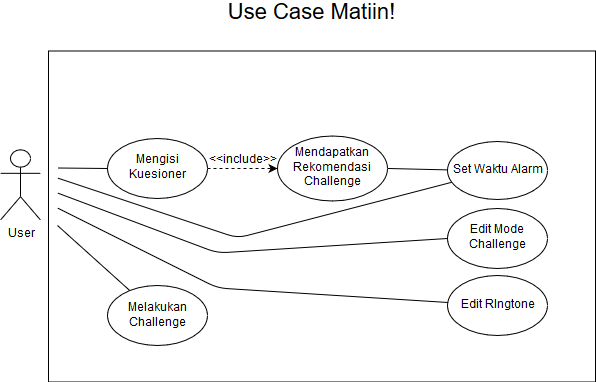 Use Case Matiin!
User
Mengisi
Kuesioner
<<include>>
Mendapatkan
Rekomendasi
Challenge
Set Waktu Alarm
Edit Mode
Challenge
Edit RIngtone
Melakukan
Challenge